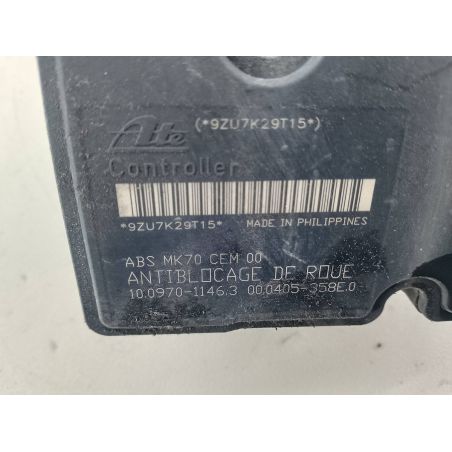 (*9ZU7K29T15*)
Ate
Controller
*9ZU7K29T15* MADE IN PHILIPPINES
ABS MK70 CEM 00
ANTIBLOCAGE DE ROUE
10.0970-1146.3 00.0405-358E.0